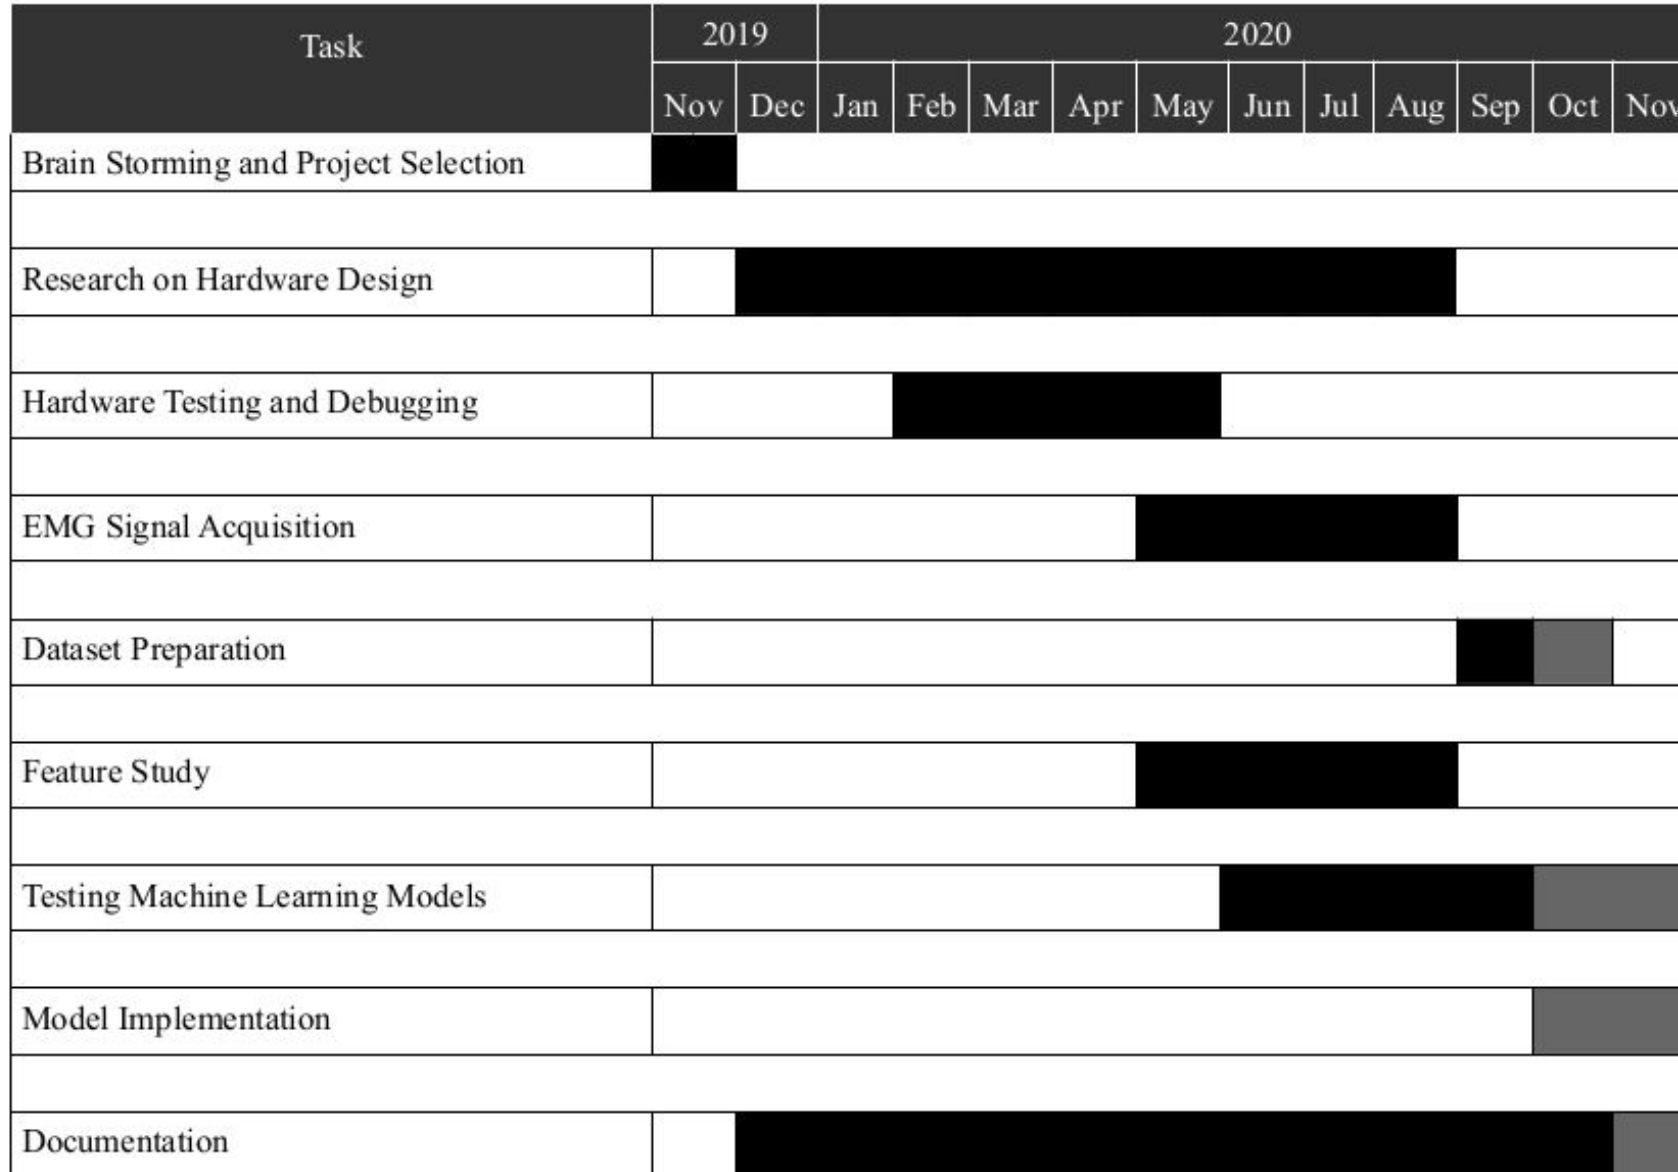 Task
2019
2020
Nov Dec Jan Feb Mar Apr May Jun Jul Aug Sep Oct Nov
Brain Storming and Project Selection
Research on Hardware Design
Hardware Testing and Debugging
EMG Signal Acquisition
Dataset Preparation
Feature Study
Testing Machine Learning Models
Model Implementation
Documentation